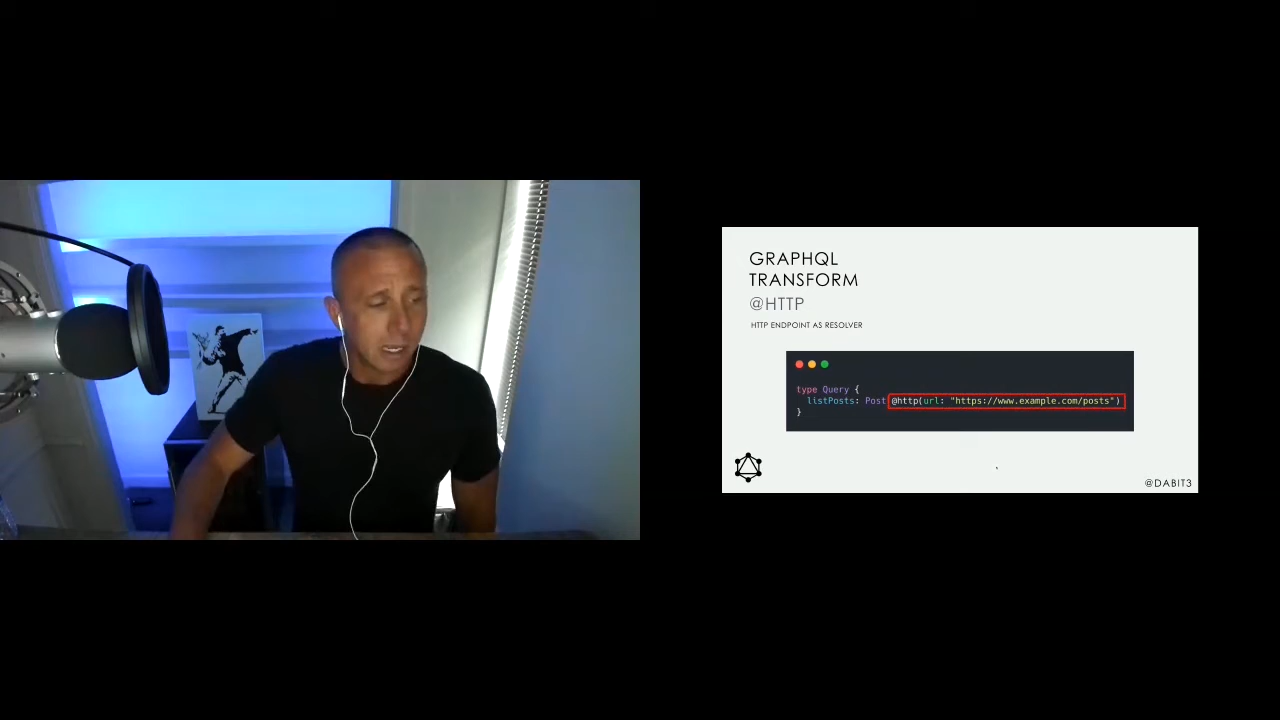 GRAPHQL
TRANSFORM
@HTTP
HTTP ENDPOINT AS RESOLVER
type Query {
listPosts: Post @http(url: "https://www.example.com/posts")
}
@DABIT3